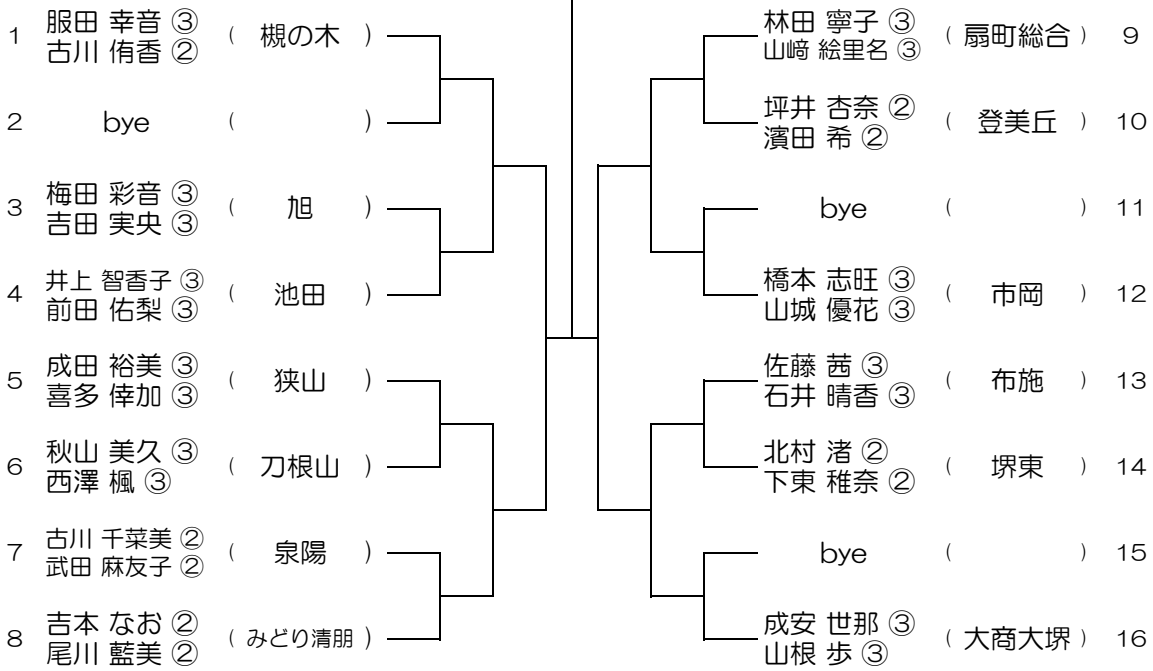 1 服田 幸音 ③ ( 槻の木 )
古川 侑香 ②
2 bye ( )
3 梅田 彩音 ③ ( 旭 )
吉田 実央 ③
4 井上 智香子 ③ ( 池田 )
前田 佑梨 ③
5 成田 裕美 ③ ( 狭山 )
喜多 倖加 ③
6 秋山 美久 ③ ( 刀根山 )
西澤 楓 ③
7 古川 千菜美 ② ( 泉陽 )
武田 麻友子 ②
8 吉本 なお ② ( みどり清朋 )
尾川 藍美 ②
林田 寧子 ③ ( 扇町総合 ) 9
山﨑 絵里名 ③
坪井 杏奈 ② ( 登美丘 ) 10
濱田 希 ②
bye ( ) 11
橋本 志旺 ③ ( 市岡 ) 12
山城 優花 ③
佐藤 茜 ③ ( 布施 ) 13
石井 晴香 ③
北村 渚 ② ( 堺東 ) 14
下東 稚奈 ②
bye ( ) 15
成安 世那 ③ ( 大商大堺 ) 16
山根 歩 ③